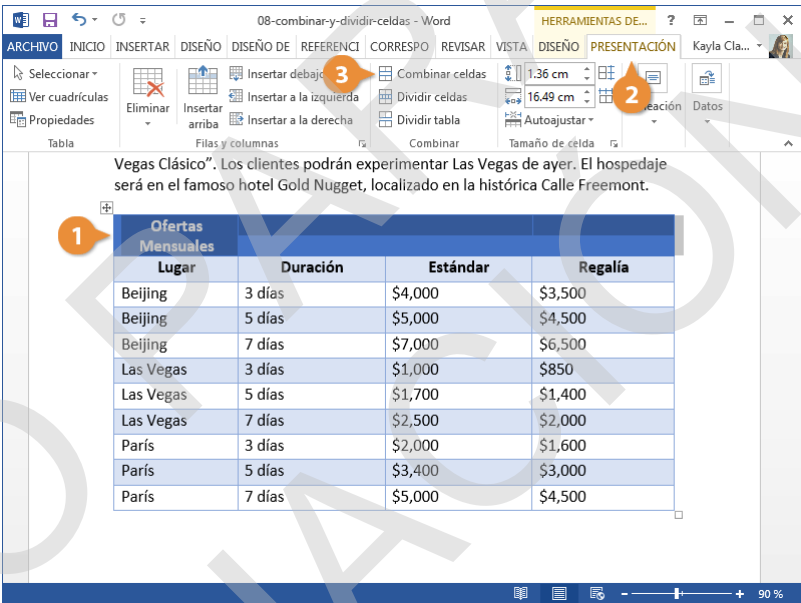 08-combinar-y-dividir-celdas - Word
HERRAMIENTAS DE...
ARCHIVO INICIO INSERTAR DISEÑO DISEÑO DE REFERENCI CORRESPO REVISAR VISTA DISEÑO PRESENTACIÓN Kayla Cla...
Seleccionar
Ver cuadrículas
Propiedades
Tabla
Eliminar
Insertar
arriba
Insertar debajo
Insertar a la izquierda
Insertar a la derecha
Filas y columnas
3
Combinar celdas
Dividir celdas
Dividir tabla
Combinar
1.36 cm
16.49 cm
Autoajustar
Tamaño de celda
2
eación
Datos
Vegas Clásico”. Los clientes podrán experimentar Las Vegas de ayer. El hospedaje
será en el famoso hotel Gold Nugget, localizado en la histórica Calle Freemont.
1
Ofertas
Mensuales
Lugar Duración Estándar Regalía
Beijing 3 días $4,000 $3,500
Beijing 5 días $5,000 $4,500
Beijing 7 días $7,000 $6,500
Las Vegas 3 días $1,000 $850
Las Vegas 5 días $1,700 $1,400
Las Vegas 7 días $2,500 $2,000
París 3 días $2,000 $1,600
París 5 días $3,400 $3,000
París 7 días $5,000 $4,500
90 %